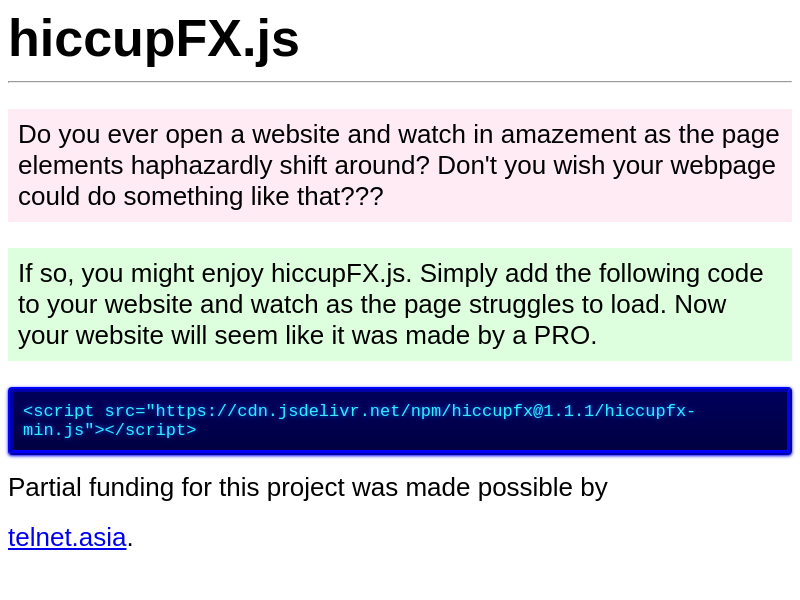 hiccupFX.js
Do you ever open a website and watch in amazement as the page
elements haphazardly shift around? Don't you wish your webpage
could do something like that???
If so, you might enjoy hiccupFX.js. Simply add the following code
to your website and watch as the page struggles to load. Now
your website will seem like it was made by a PRO.
<script src="https://cdn.jsdelivr.net/npm/hiccupfx@1.1.1/hiccupfx-
min.js"></script>
Partial funding for this project was made possible by
telnet.asia.